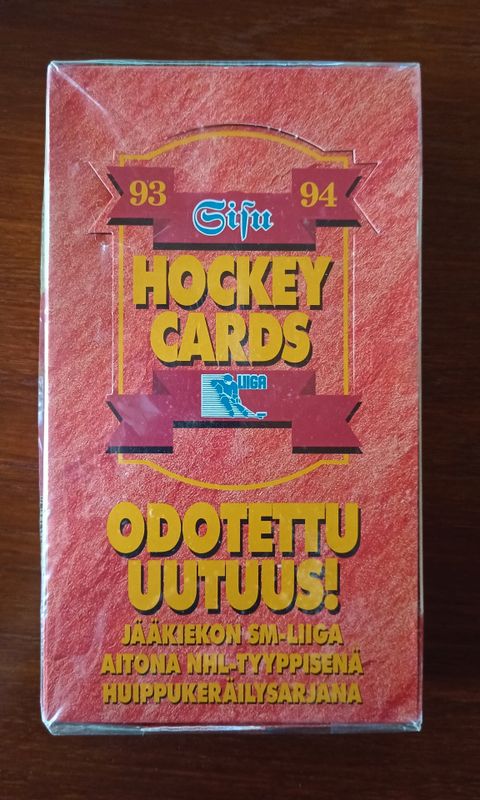 93 94
Sisu
HOCKEY
CARDS
LIIGA
ODOTETTU
UUTUUS!
JÄÄKIEKON SM-LIIGA
AITONA NHL-TYYPPISENÄ
HUIPPUKERÄILYSARJANA